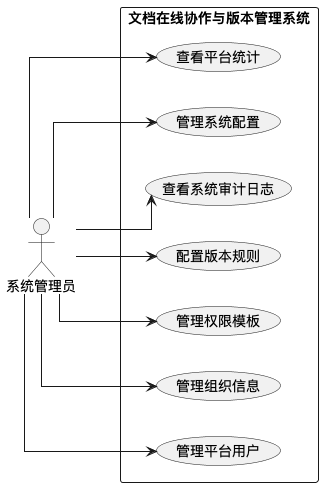 文档在线协作与版本管理系统
查看平台统计
管理系统配置
查看系统审计日志
配置版本规则
系统管理员
管理权限模板
管理组织信息
管理平台用户